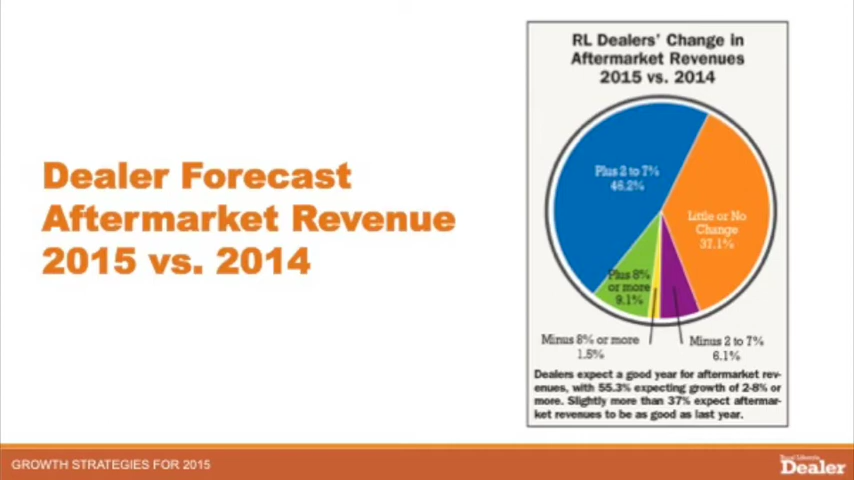 Dealer Forecast
Aftermarket Revenue
2015 vs. 2014
RL Dealers' Change in
Aftermarket Revenues
2015 vs. 2014
Plus 2 to 7%
46.2%
Little or No
Change
37.1%
Plus 8%
or more
9.1%
Minus 8% or more
1.5%
Minus 2 to 7%
6.1%
Dealers expect a good year for aftermarket rev-
enues, with 55.3% expecting growth of 2-8% or
more. Slightly more than 37% expect aftermar-
ket revenues to be as good as last year.
GROWTH STRATEGIES FOR 2015
Rural Lifestyle
Dealer